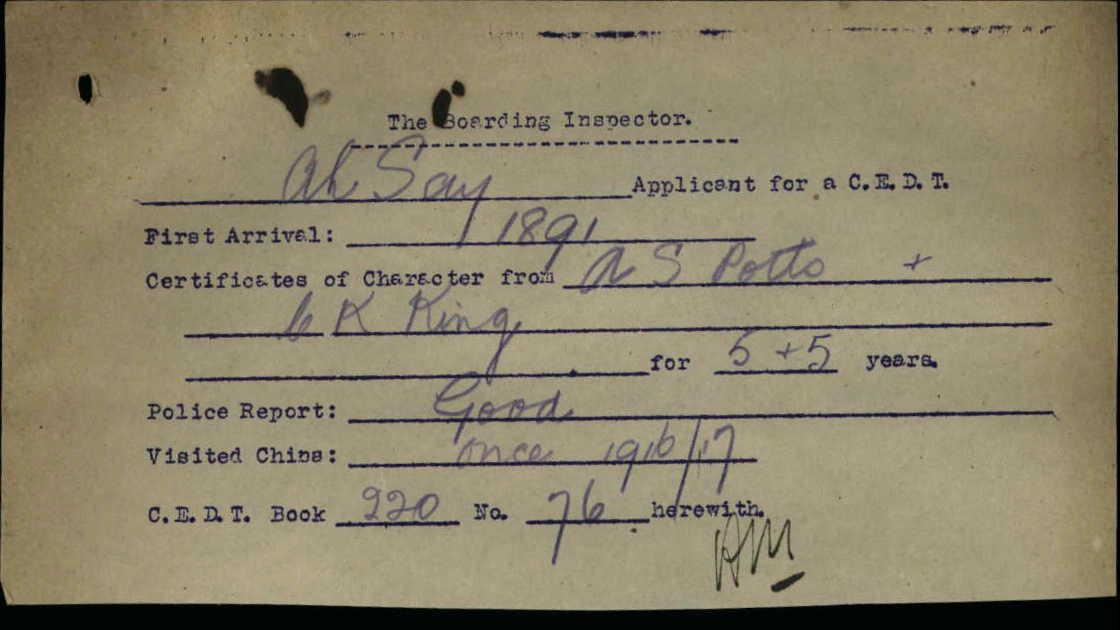 The Boarding Inspector.
Ah Say Applicant for a C.E.D.T.
First Arrival: 1891
Certificates of Character from A S Potts +
C K King
for 5 + 5 years.
Police Report: Good
Visited China: once 1916/17
C.E.D.T. Book 220 No. 76 herewith.